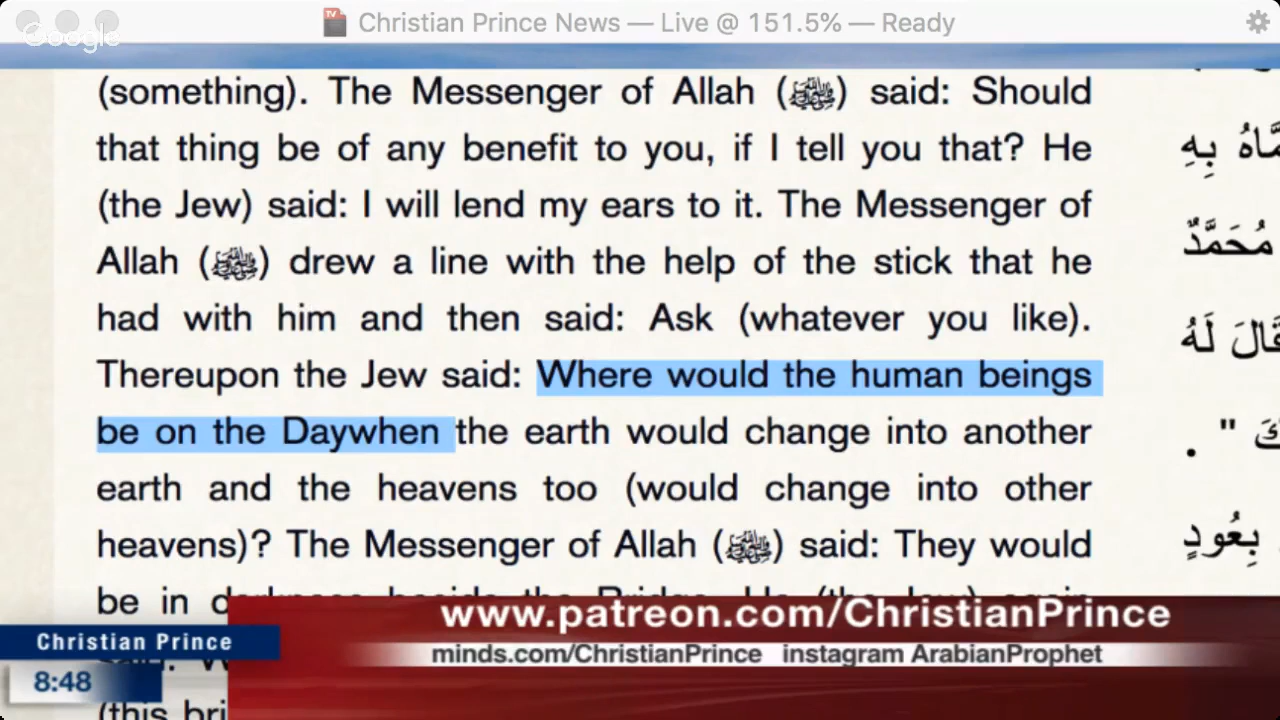 Christian Prince News — Live @ 151.5% — Ready
Google
(something). The Messenger of Allah (ﷺ) said: Should
that thing be of any benefit to you, if I tell you that? He
(the Jew) said: I will lend my ears to it. The Messenger of
Allah (ﷺ) drew a line with the help of the stick that he
had with him and then said: Ask (whatever you like).
Thereupon the Jew said: Where would the human beings
be on the Daywhen the earth would change into another
earth and the heavens too (would change into other
heavens)? The Messenger of Allah (ﷺ) said: They would
be in
(this
مَّاهُ بِهِ
مُحَمَّدٌ
قَالَ لَهُ
بِعُودٍ
www.patreon.com/ChristianPrince
minds.com/ChristianPrince instagram ArabianProphet
Christian Prince
8:48